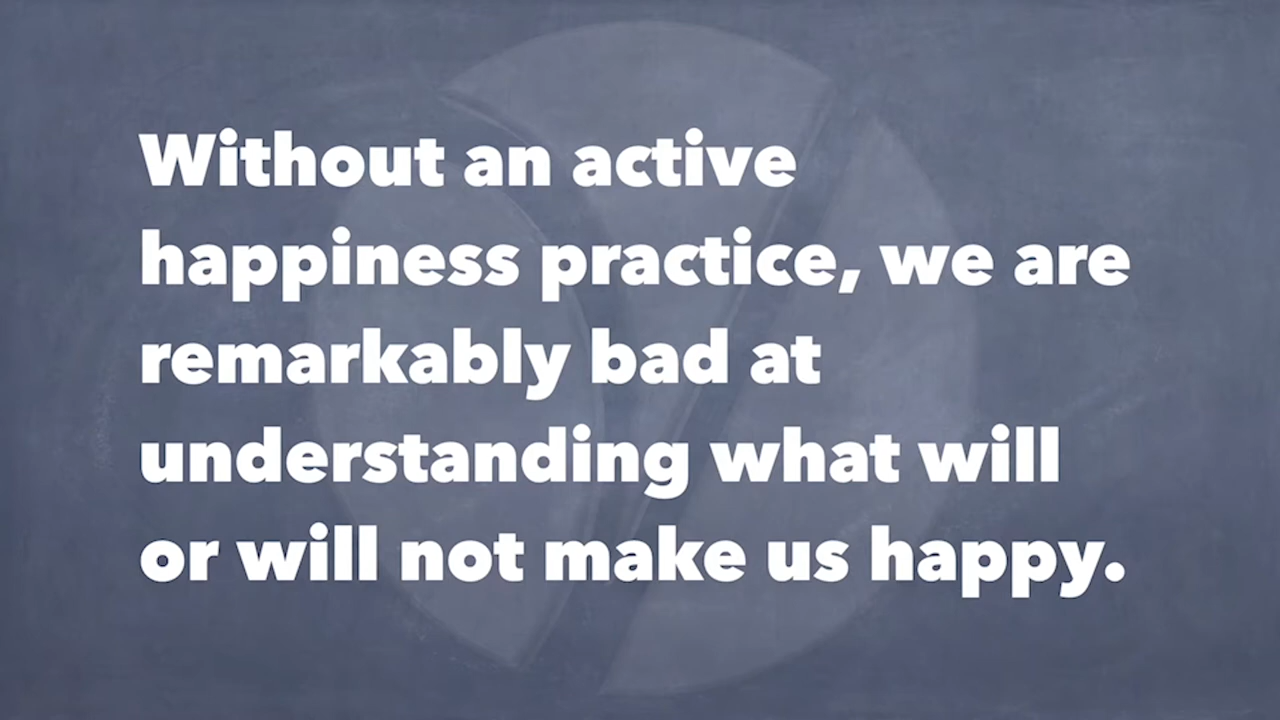 Without an active
happiness practice, we are
remarkably bad at
understanding what will
or will not make us happy.